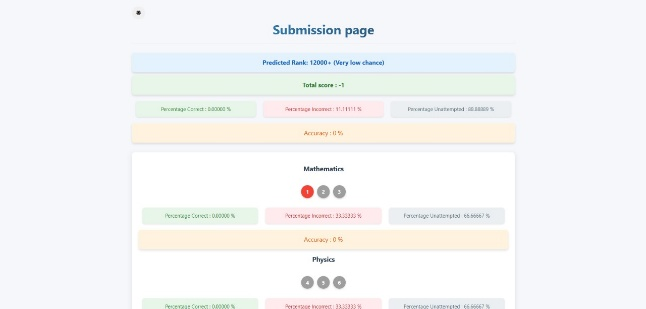 Submission page
Predicted Rank: 12000+ (Very low chance)
Total score : -1
Percentage Correct : 0.00000 %
Percentage Incorrect : 11.11111 %
Percentage Unattempted : 88.88889 %
Accuracy : 0 %
Mathematics
1 2 3
Percentage Correct : 0.00000 %
Percentage Incorrect : 33.33333 %
Percentage Unattempted : 66.66667 %
Accuracy : 0 %
Physics
4 5 6
Percentage Correct : 0.00000 %
Percentage Incorrect : 33.33333 %
Percentage Unattempted : 66.66667 %